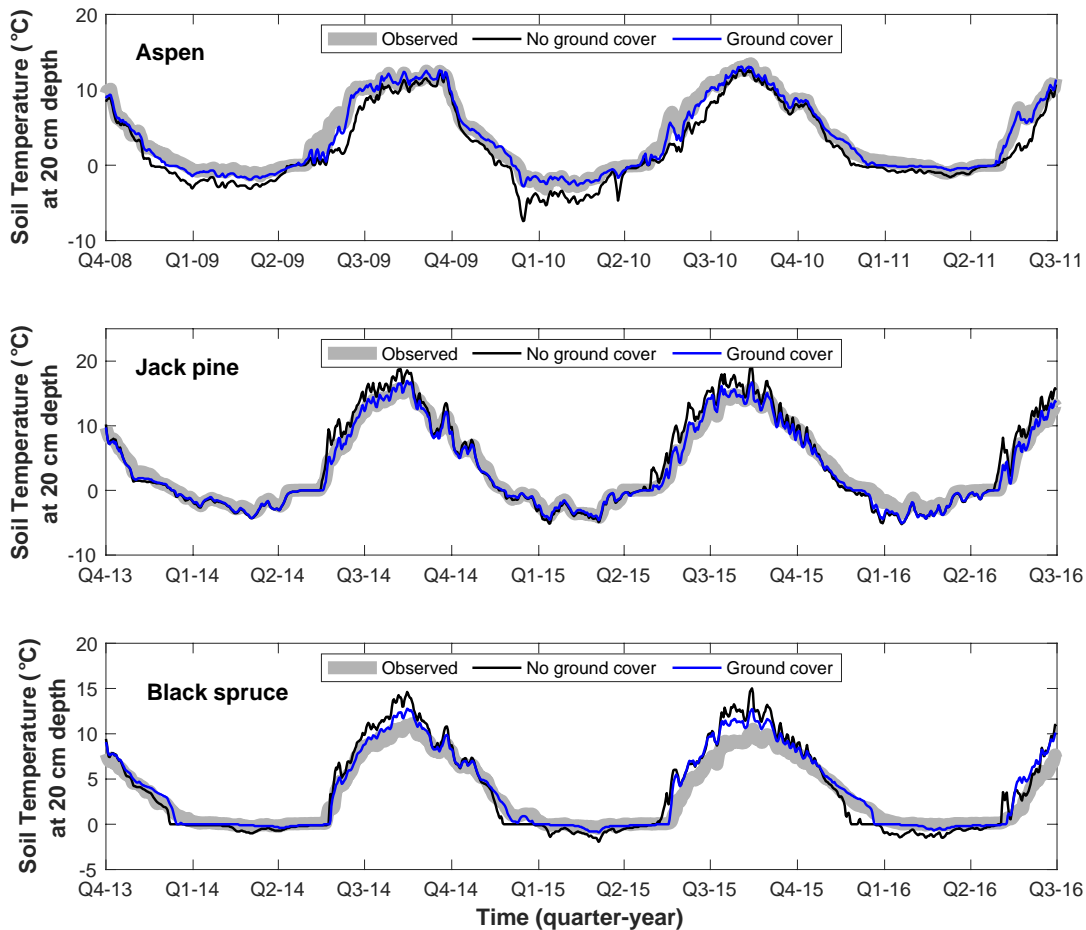 20
10
0
-10
Soil Temperature (°C)
at 20 cm depth
Aspen
Observed No ground cover Ground cover
Q4-08 Q1-09 Q2-09 Q3-09 Q4-09 Q1-10 Q2-10 Q3-10 Q4-10 Q1-11 Q2-11 Q3-11
20
10
0
-10
Soil Temperature (°C)
at 20 cm depth
Jack pine
Observed No ground cover Ground cover
Q4-13 Q1-14 Q2-14 Q3-14 Q4-14 Q1-15 Q2-15 Q3-15 Q4-15 Q1-16 Q2-16 Q3-16
20
15
10
5
0
-5
Soil Temperature (°C)
at 20 cm depth
Black spruce
Observed No ground cover Ground cover
Q4-13 Q1-14 Q2-14 Q3-14 Q4-14 Q1-15 Q2-15 Q3-15 Q4-15 Q1-16 Q2-16 Q3-16
Time (quarter-year)